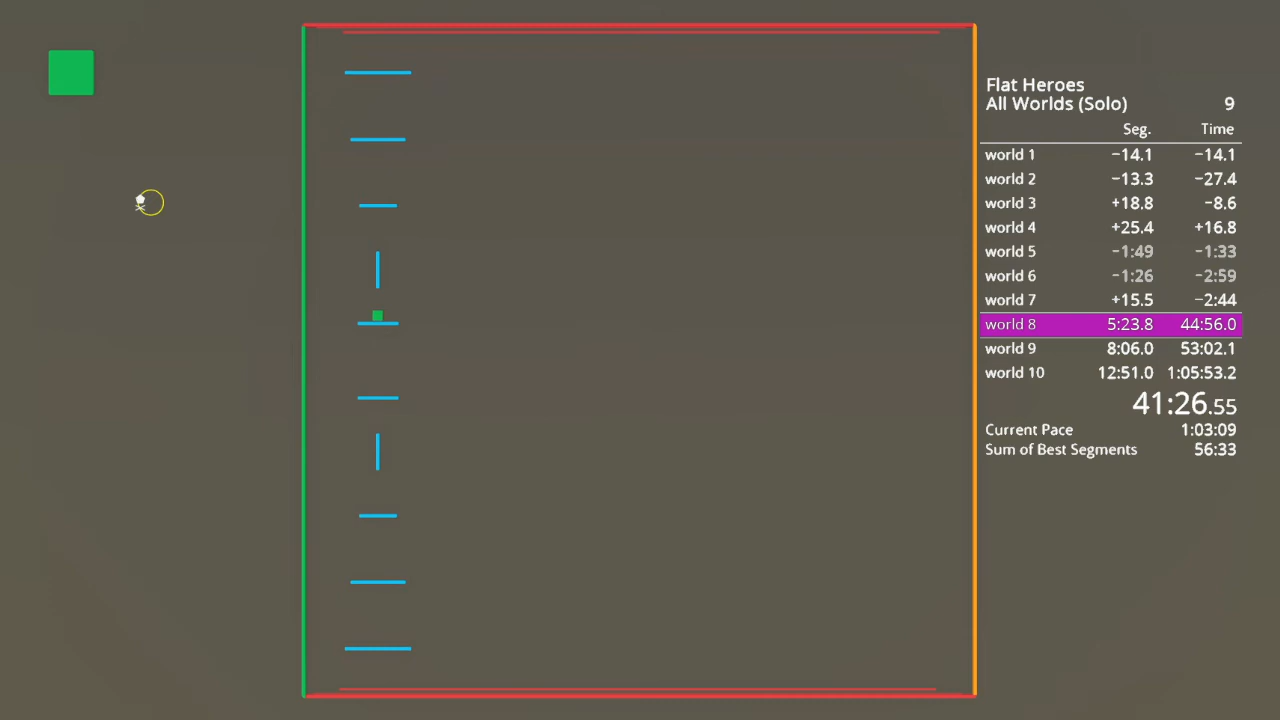 Flat Heroes
All Worlds (Solo) 9
Seg. Time
world 1 −14.1 −14.1
world 2 −13.3 −27.4
world 3 +18.8 −8.6
world 4 +25.4 +16.8
world 5 −1:49 −1:33
world 6 −1:26 −2:59
world 7 +15.5 −2:44
world 8 5:23.8 44:56.0
world 9 8:06.0 53:02.1
world 10 12:51.0 1:05:53.2
41:26.55
Current Pace 1:03:09
Sum of Best Segments 56:33